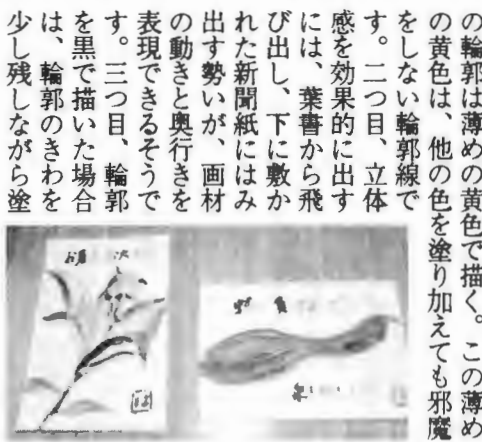 の輪郭は薄めの黄色で描く。この薄め
の黄色は、他の色を塗り加えても邪魔
をしない輪郭線で
す。二つ目、立体
感を効果的に出す
には、葉書から飛
び出し、下に敷か
れた新聞紙にはみ
出す勢いが、画材
の動きと奥行きを
表現できるそうで
す。三つ目、輪郭
を黒で描いた場合
は、輪郭のきわを
少し残しながら塗